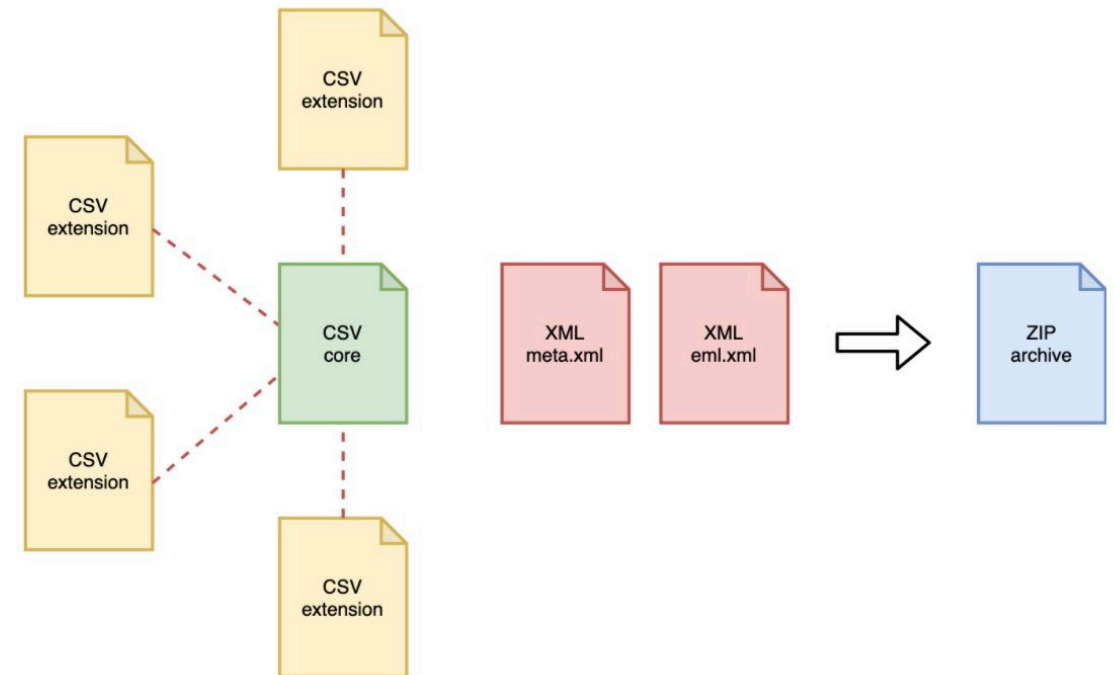 CSV
extension
CSV
extension
CSV
core
XML
meta.xml
XML
eml.xml
ZIP
archive
CSV
extension
CSV
extension